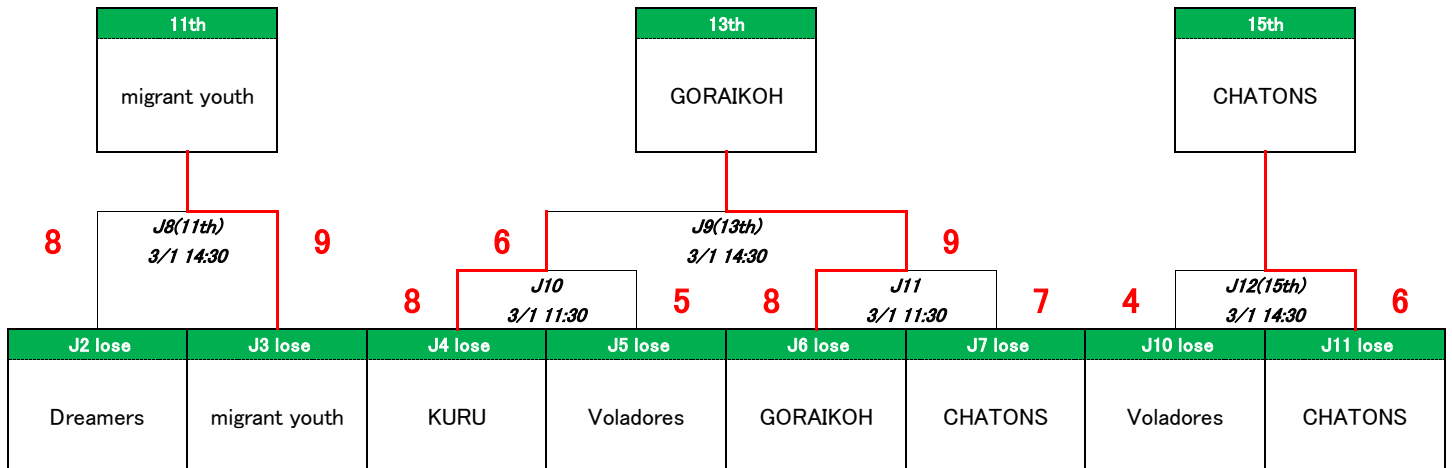 11th
13th
15th
migrant youth
GORAIKOH
CHATONS
8
J8(11th)
3/1 14:30
9
6
J9(13th)
3/1 14:30
9
8
J10
3/1 11:30
5
8
J11
3/1 11:30
7
4
J12(15th)
3/1 14:30
6
J2 lose
J3 lose
J4 lose
J5 lose
J6 lose
J7 lose
J10 lose
J11 lose
Dreamers
migrant youth
KURU
Voladores
GORAIKOH
CHATONS
Voladores
CHATONS